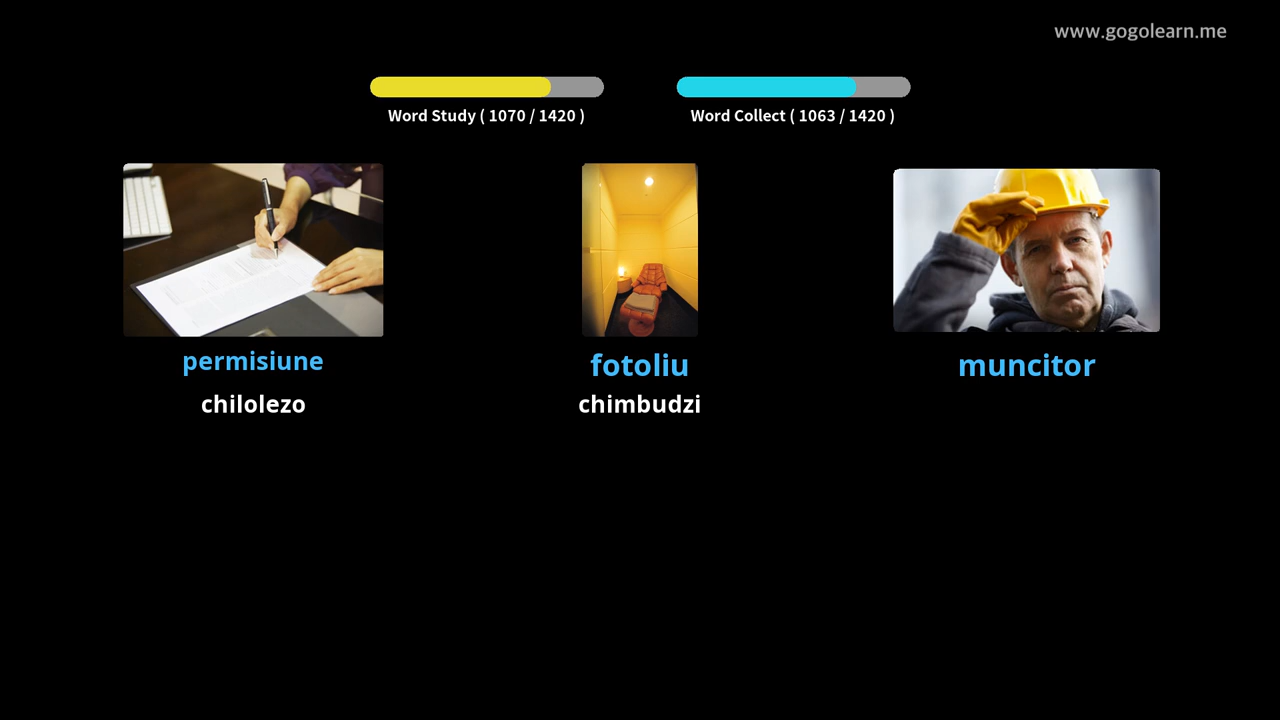 www.gogolearn.me
Word Study ( 1070 / 1420 )
Word Collect ( 1063 / 1420 )
permisiune
fotoliu
muncitor
chilolezo
chimbudzi